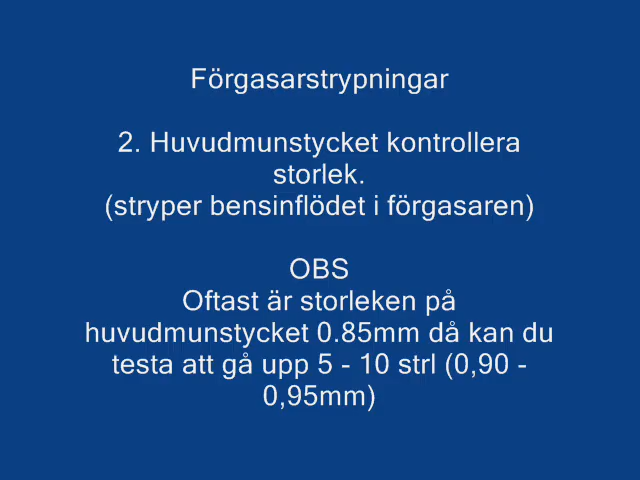 Förgasarstrypningar
2. Huvudmunstycket kontrollera
storlek.
(stryper bensinflödet i förgasaren)
OBS
Oftast är storleken på
huvudmunstycket 0.85mm då kan du
testa att gå upp 5 - 10 strl (0,90 -
0,95mm)